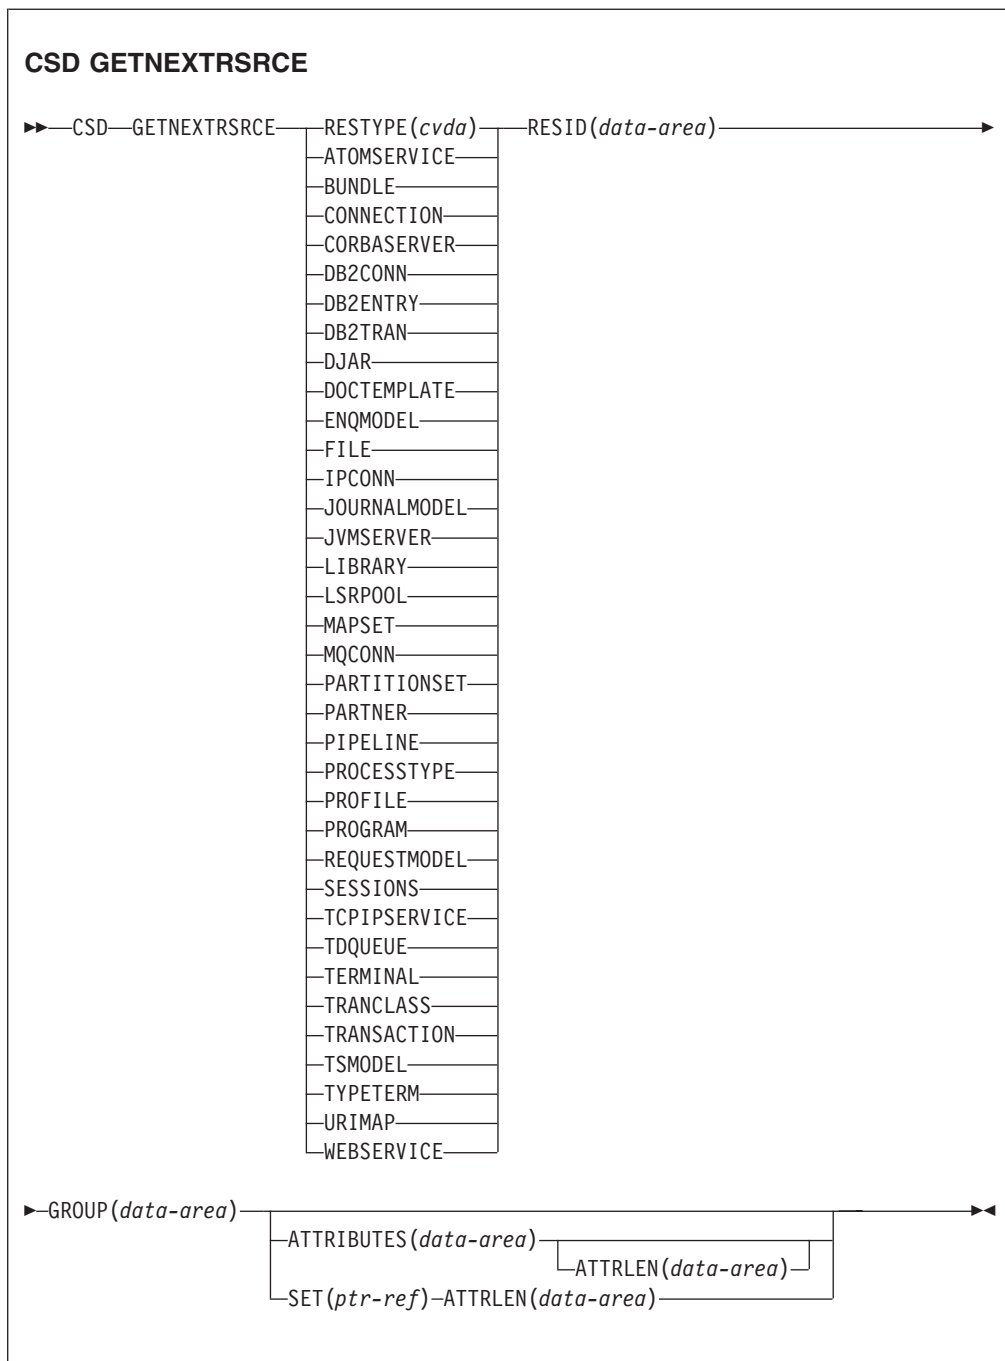 CSD GETNEXTRSRCE
CSD GETNEXTRSRCE RESTYPE(cvda) RESID(data-area)
ATOMSERVICE
BUNDLE
CONNECTION
CORBASERVER
DB2CONN
DB2ENTRY
DB2TRAN
DJAR
DOCTEMPLATE
ENQMODEL
FILE
IPCONN
JOURNALMODEL
JVMSERVER
LIBRARY
LSRPOOL
MAPSET
MQCONN
PARTITIONSET
PARTNER
PIPELINE
PROCESSTYPE
PROFILE
PROGRAM
REQUESTMODEL
SESSIONS
TCPIPSERVICE
TDQUEUE
TERMINAL
TRANCLASS
TRANSACTION
TSMODEL
TYPETERM
URIMAP
WEBSERVICE
GROUP(data-area)
ATTRIBUTES(data-area)
ATTRLEN(data-area)
SET(ptr-ref) ATTRLEN(data-area)